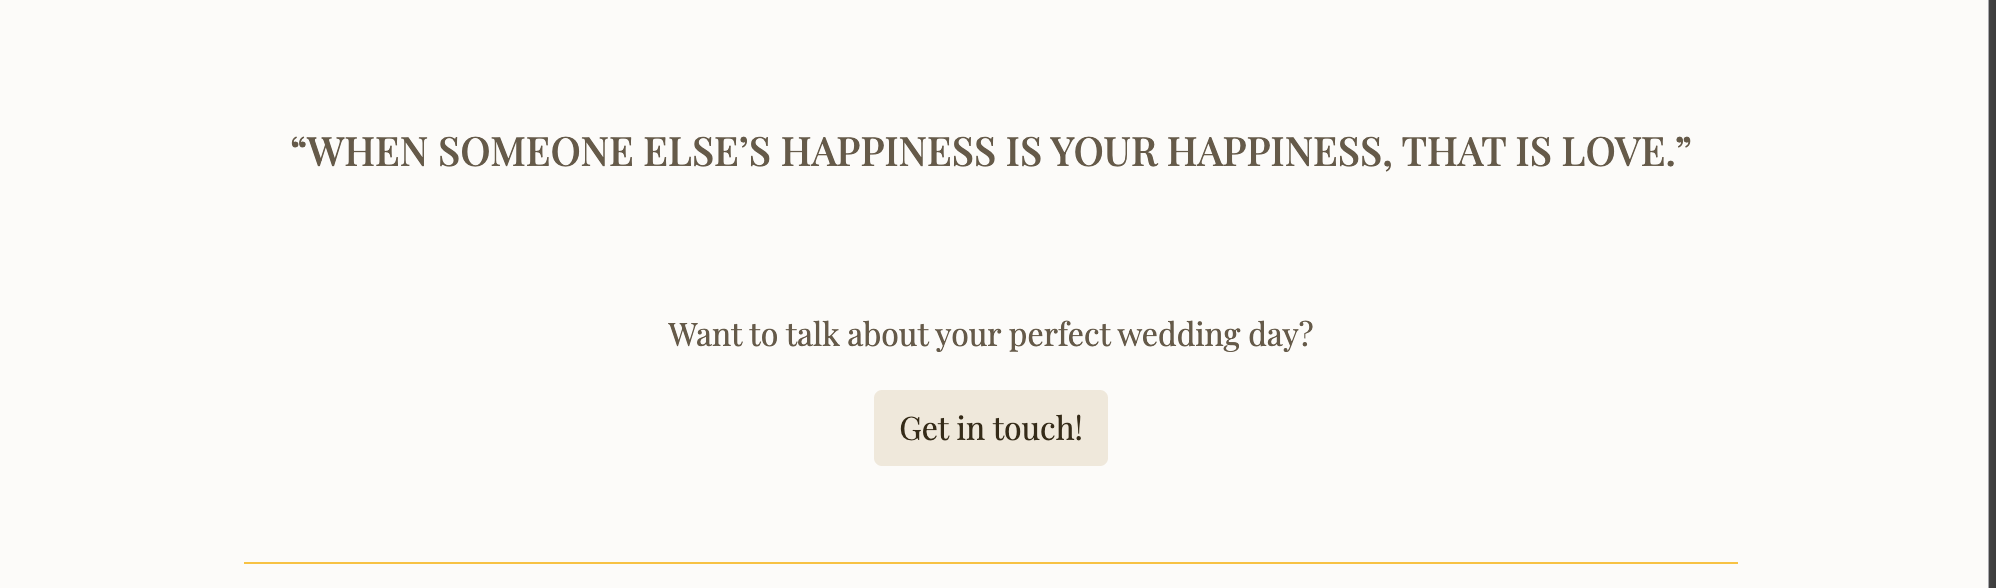 “WHEN SOMEONE ELSE’S HAPPINESS IS YOUR HAPPINESS, THAT IS LOVE.”
Want to talk about your perfect wedding day?
Get in touch!